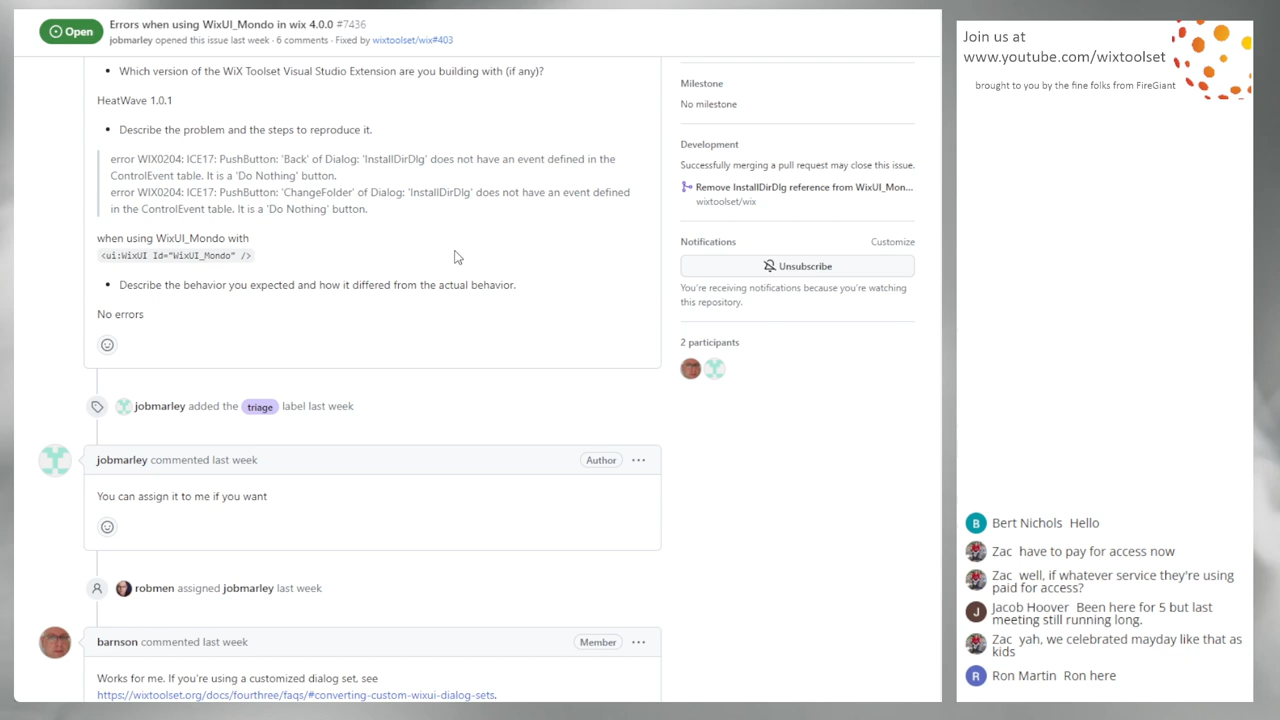 Open
Errors when using WixUI_Mondo in wix 4.0.0 #7436
jobmarley opened this issue last week · 6 comments · Fixed by wixtoolset/wix#403
• Which version of the WiX Toolset Visual Studio Extension are you building with (if any)?
HeatWave 1.0.1
• Describe the problem and the steps to reproduce it.
error WIX0204: ICE17: PushButton: 'Back' of Dialog: 'InstallDirDlg' does not have an event defined in the
ControlEvent table. It is a 'Do Nothing' button.
error WIX0204: ICE17: PushButton: 'ChangeFolder' of Dialog: 'InstallDirDlg' does not have an event defined
in the ControlEvent table. It is a 'Do Nothing' button.
when using WixUI_Mondo with
<ui:WixUI Id="WixUI_Mondo" />
• Describe the behavior you expected and how it differed from the actual behavior.
No errors
jobmarley added the triage label last week
jobmarley commented last week
Author
You can assign it to me if you want
robmen assigned jobmarley last week
barnson commented last week
Member
Works for me. If you're using a customized dialog set, see
https://wixtoolset.org/docs/fourthree/faqs/#converting-custom-wixui-dialog-sets.
Milestone
No milestone
Development
Successfully merging a pull request may close this issue.
Remove InstallDirDlg reference from WixUI_Mon...
wixtoolset/wix
Notifications
Customize
Unsubscribe
You're receiving notifications because you're watching
this repository.
2 participants
Join us at
www.youtube.com/wixtoolset
brought to you by the fine folks from FireGiant
B Bert Nichols Hello
Zac have to pay for access now
Zac well, if whatever service they're using
paid for access?
J Jacob Hoover Been here for 5 but last
meeting still running long.
Zac yah, we celebrated mayday like that as
kids
R Ron Martin Ron here